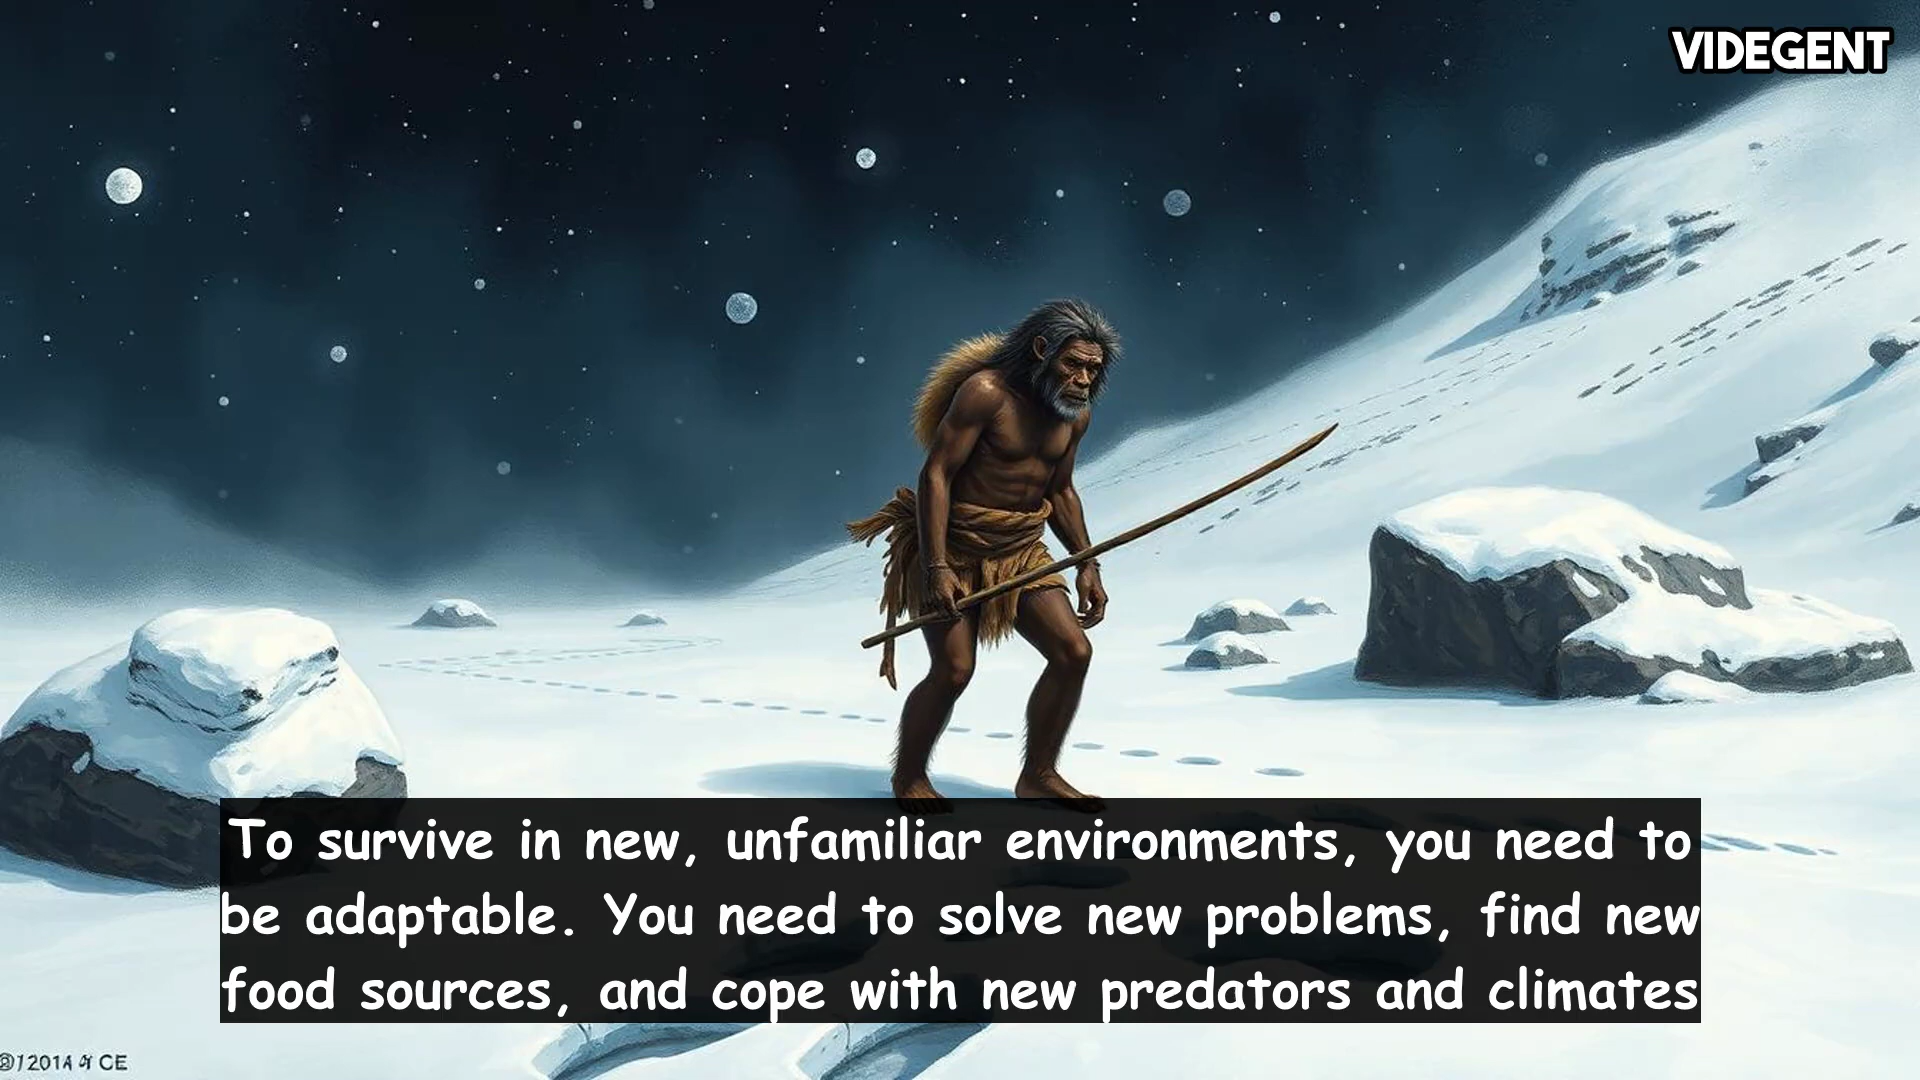 VIDEGENT
To survive in new, unfamiliar environments, you need to
be adaptable. You need to solve new problems, find new
food sources, and cope with new predators and climates